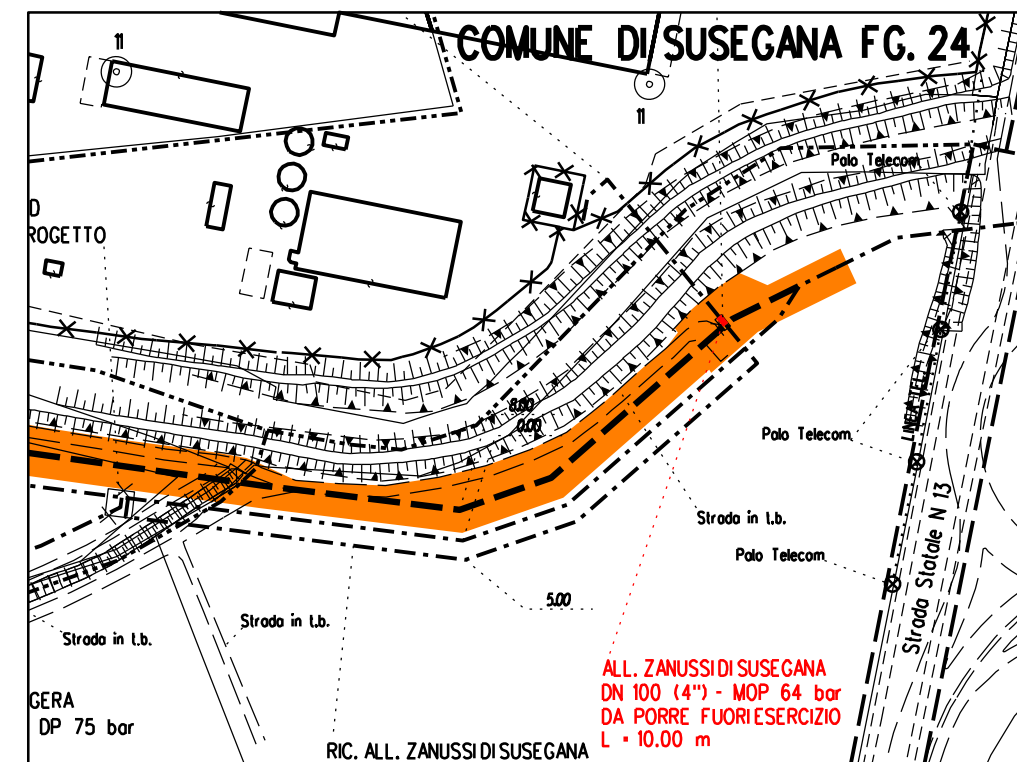 COMUNE DI SUSEGANA FG. 24
11
11
Palo Telecom
D
ROGETTO
8.00
0.00
Palo Telecom
LINEA TELE
Strada in t.b.
Palo Telecom
Strada Statale N 13
5.00
Strada in t.b.
Strada in t.b.
ALL. ZANUSSI DI SUSEGANA
DN 100 (4") - MOP 64 bar
DA PORRE FUORI ESERCIZIO
L = 10.00 m
GERA
DP 75 bar
RIC. ALL. ZANUSSI DI SUSEGANA